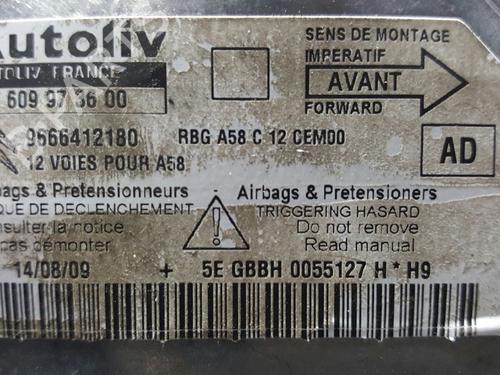 Autoliv
TOLIV FRANCE
609 97 36 00
9666412180
12 VOIES POUR A58
RBG A58 C 12 CEM00
SENS DE MONTAGE
IMPERATIF
AVANT
FORWARD
AD
bags & Pretensionneurs
QUE DE DECLENCHEMENT
nsulter la notice
pas démonter
Airbags & Pretensioners
TRIGGERING HASARD
Do not remove
Read manual
14/08/09 + 5E GBBH 0055127 H * H9